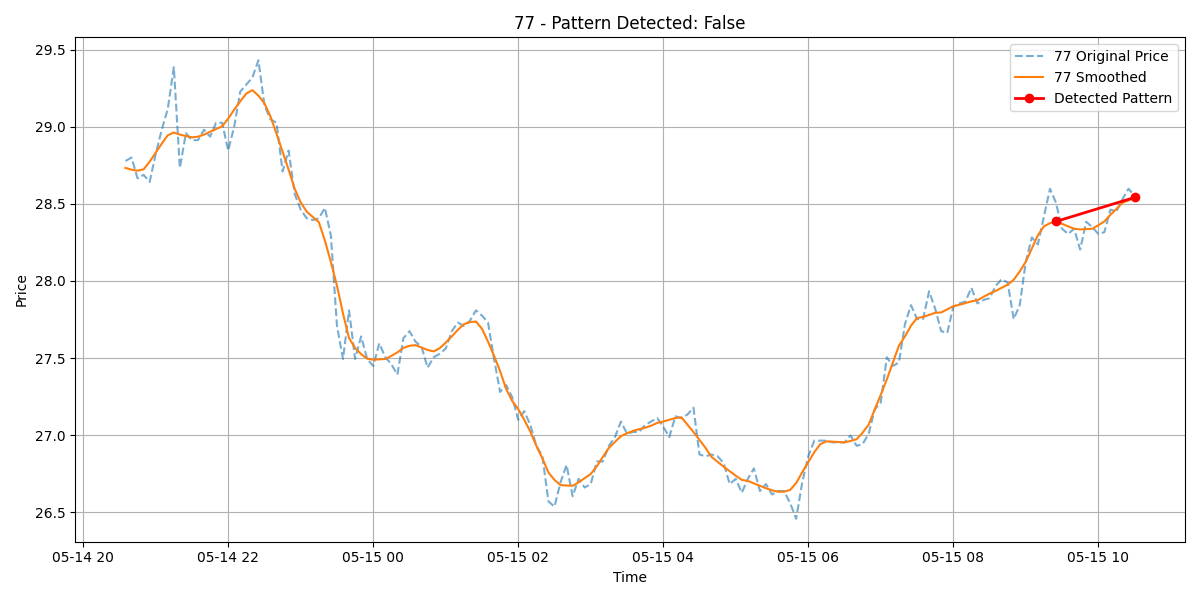 77 - Pattern Detected: False
77 Original Price
77 Smoothed
Detected Pattern
29.5
29.0
28.5
28.0
27.5
27.0
26.5
Price
05-14 20
05-14 22
05-15 00
05-15 02
05-15 04
05-15 06
05-15 08
05-15 10
Time